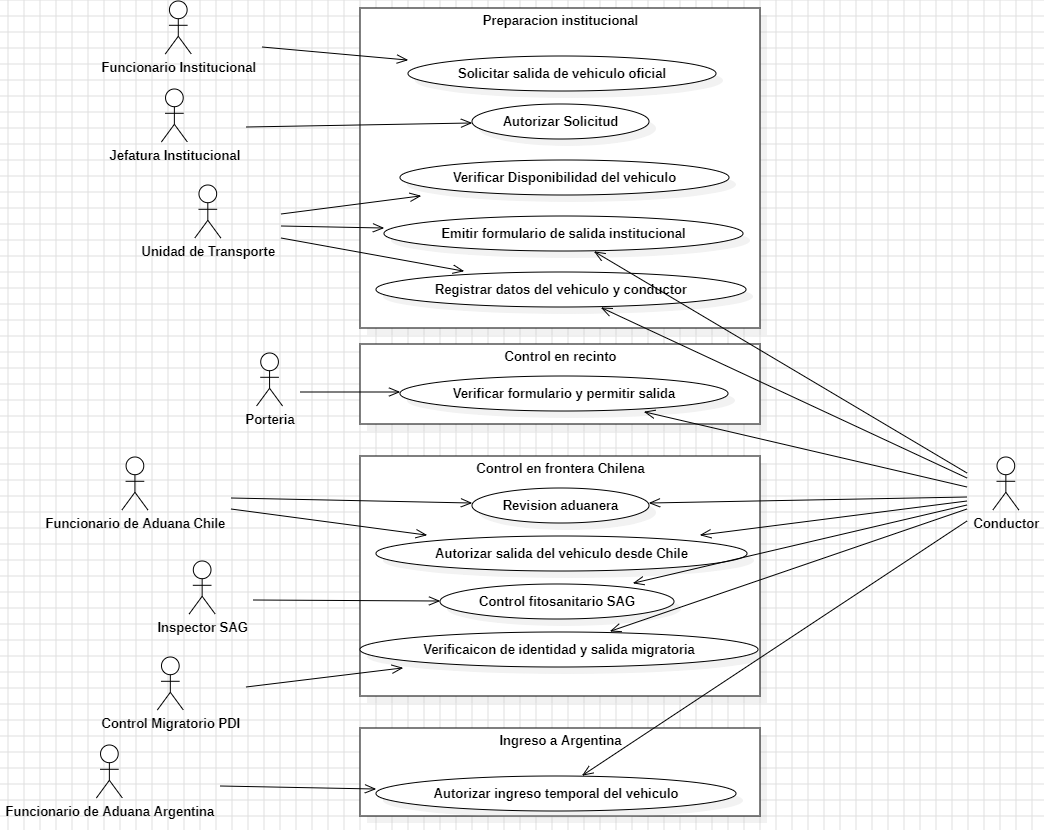 Preparacion institucional
Funcionario Institucional
Solicitar salida de vehiculo oficial
Autorizar Solicitud
Jefatura Institucional
Verificar Disponibilidad del vehiculo
Emitir formulario de salida institucional
Unidad de Transporte
Registrar datos del vehiculo y conductor
Control en recinto
Verificar formulario y permitir salida
Porteria
Control en frontera Chilena
Revision aduanera
Funcionario de Aduana Chile
Conductor
Autorizar salida del vehiculo desde Chile
Control fitosanitario SAG
Inspector SAG
Verificaicon de identidad y salida migratoria
Control Migratorio PDI
Ingreso a Argentina
Autorizar ingreso temporal del vehiculo
Funcionario de Aduana Argentina